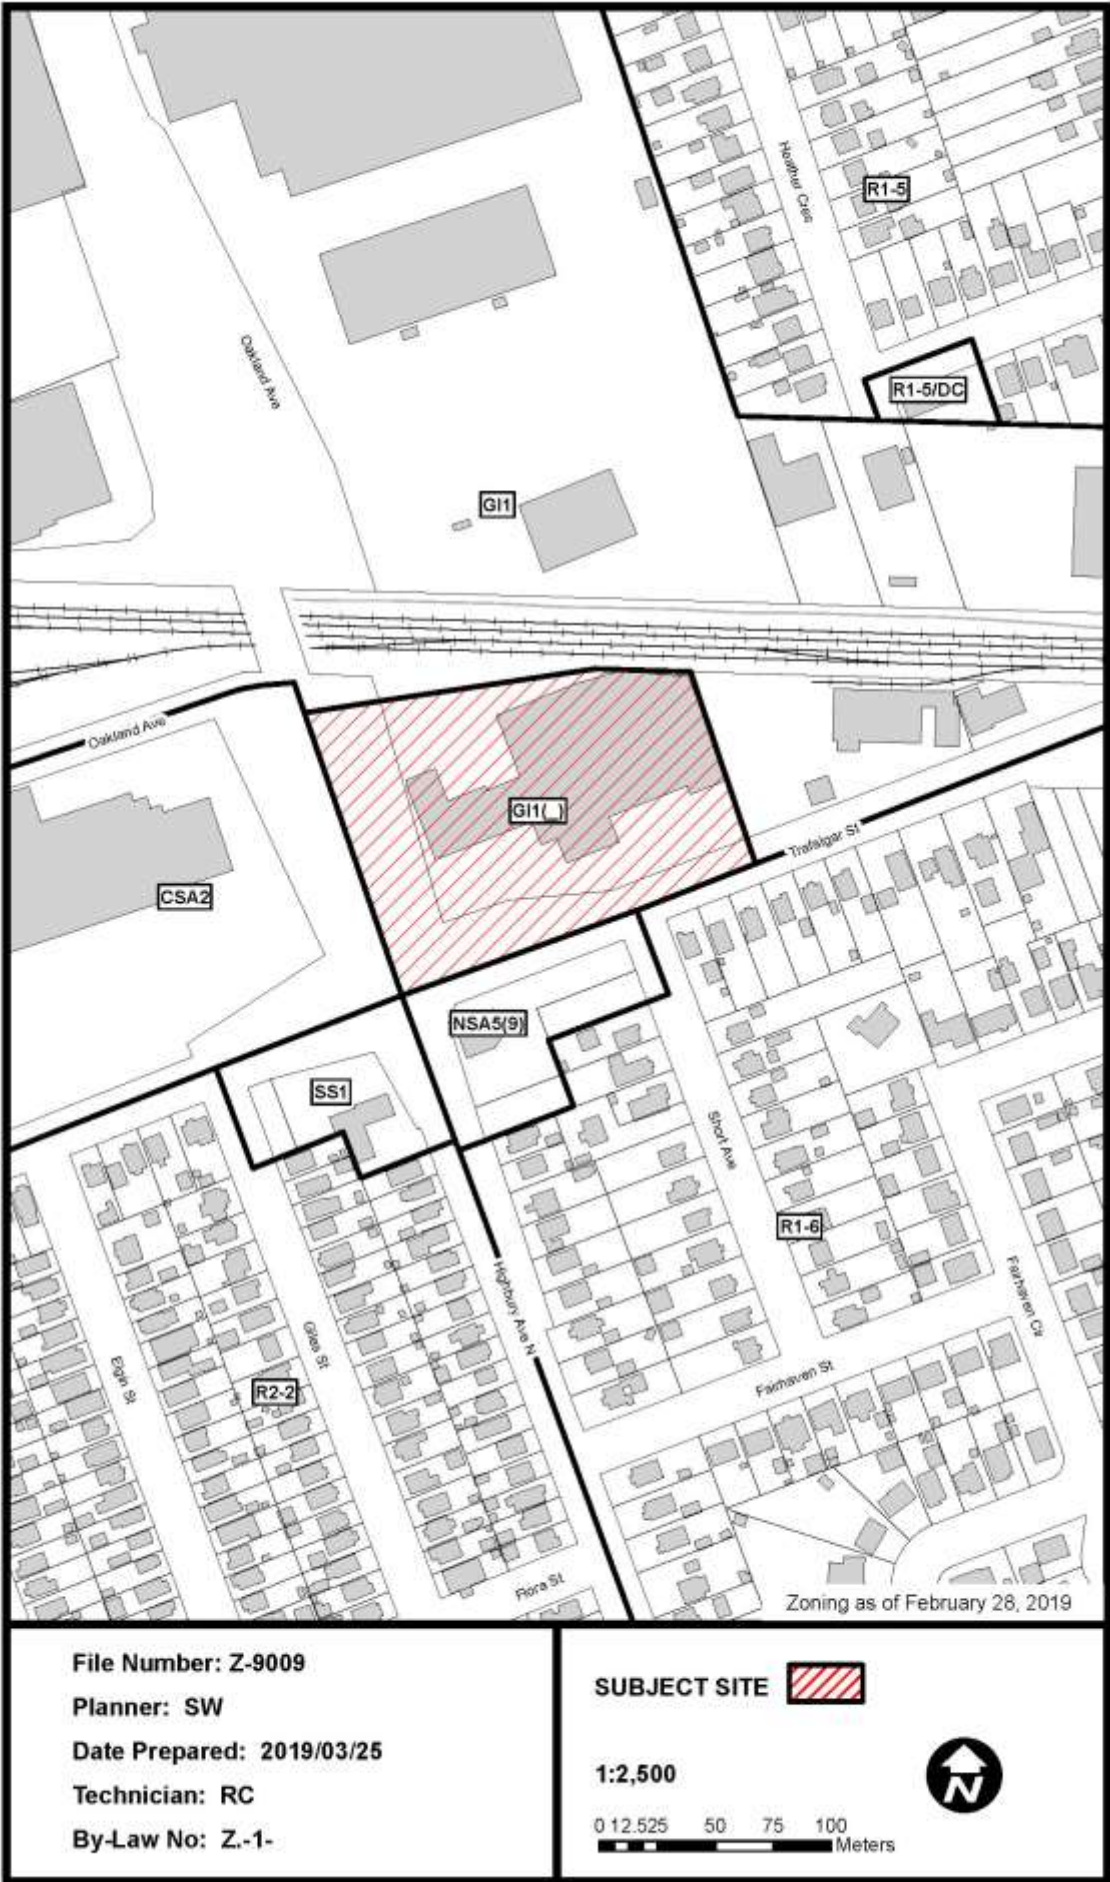 Heather Cres
R1-5
Oakland Ave
R1-5/DC
GI1
Oakland Ave
GI1(_)
Trafalgar St
CSA2
NSA5(9)
SS1
Short Ave
R1-6
Highbury Ave N
Fairhaven Cir
Giles St
Elgin St
Fairhaven St
R2-2
Flora St
Zoning as of February 28, 2019
File Number: Z-9009
Planner: SW
Date Prepared: 2019/03/25
Technician: RC
By-Law No: Z.-1-
SUBJECT SITE
1:2,500
N
0 12.525 50 75 100
Meters